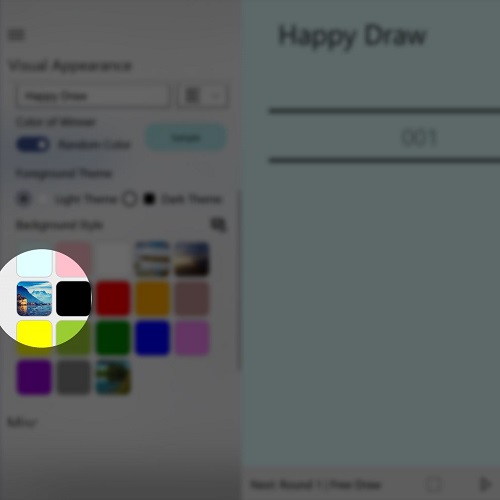 Happy Draw
Visual Appearance
Happy Draw
Color of Winner
Random Color
Sample
Foreground Theme
Light Theme
Dark Theme
Background Style
Misc
001
Next: Round 1 | Free Draw